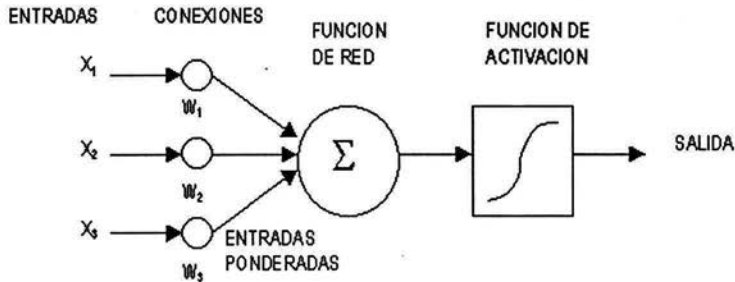 ENTRADAS
CONEXIONES
FUNCION
DE RED
FUNCION DE
ACTIVACION
X₁
W₁
X₂
W₂
X₃
W₃
Σ
ENTRADAS
PONDERADAS
SALIDA